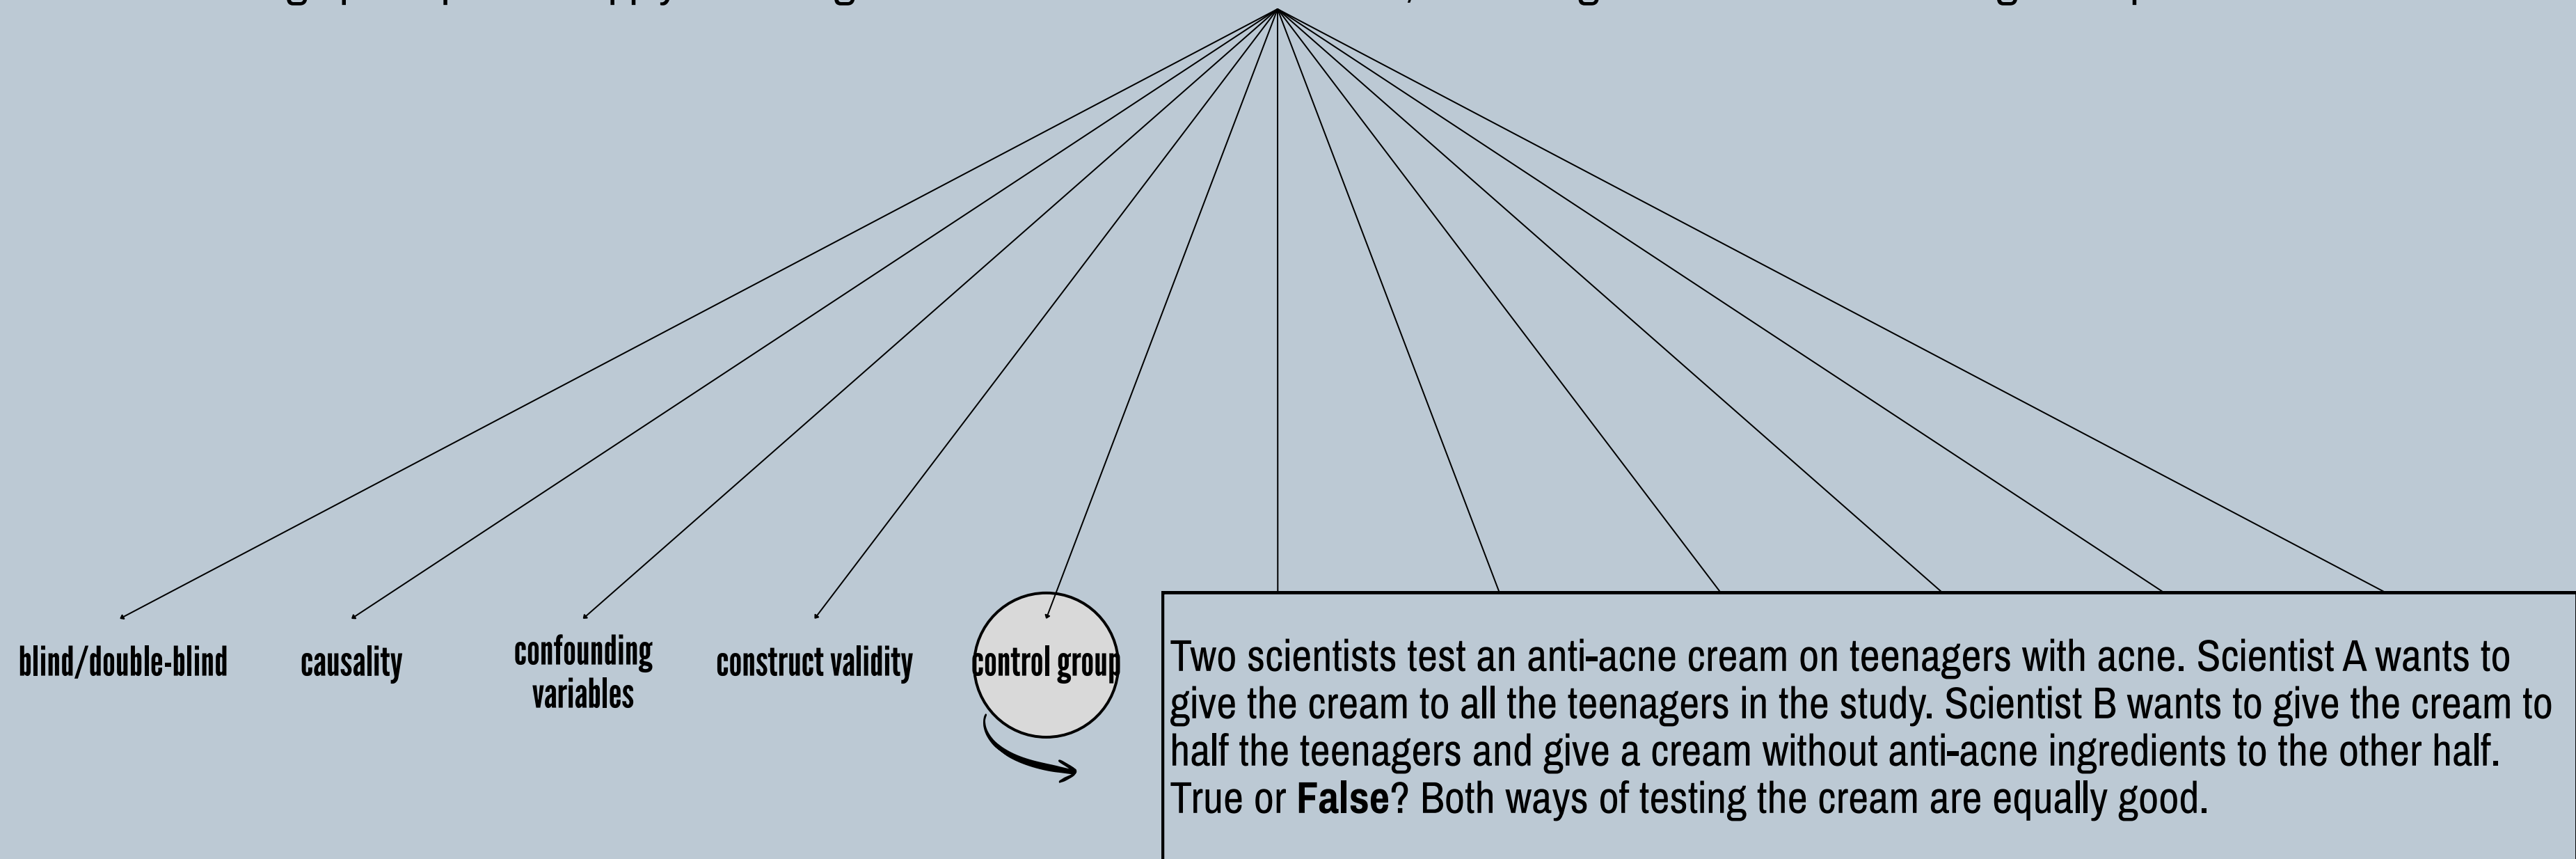 blind/double-blind
causality
confounding
variables
construct validity
control group
Two scientists test an anti-acne cream on teenagers with acne. Scientist A wants to
give the cream to all the teenagers in the study. Scientist B wants to give the cream to
half the teenagers and give a cream without anti-acne ingredients to the other half.
True or False? Both ways of testing the cream are equally good.